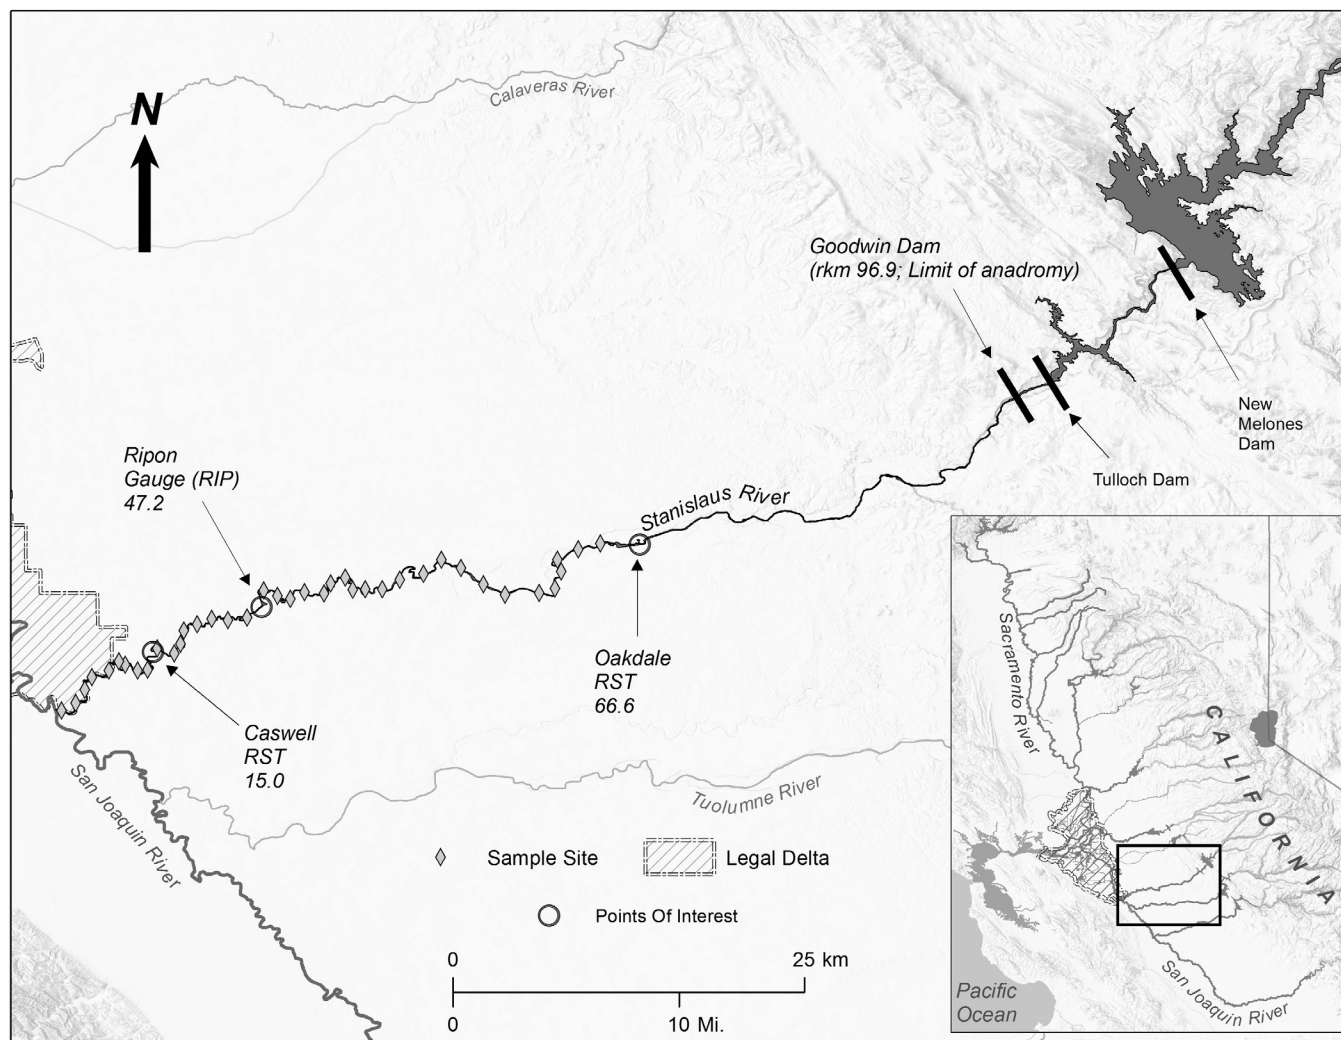 Calaveras River
N
Goodwin Dam
(rkm 96.9; Limit of anadromy)
New
Melones
Dam
Tulloch Dam
Ripon
Gauge (RIP)
47.2
Stanislaus River
Oakdale
RST
66.6
Caswell
RST
15.0
San Joaquin River
Tuolumne River
Sample Site
Legal Delta
Points Of Interest
0
25 km
0
10 Mi.
Sacramento River
CALIFORNIA
San Joaquin River
Pacific
Ocean